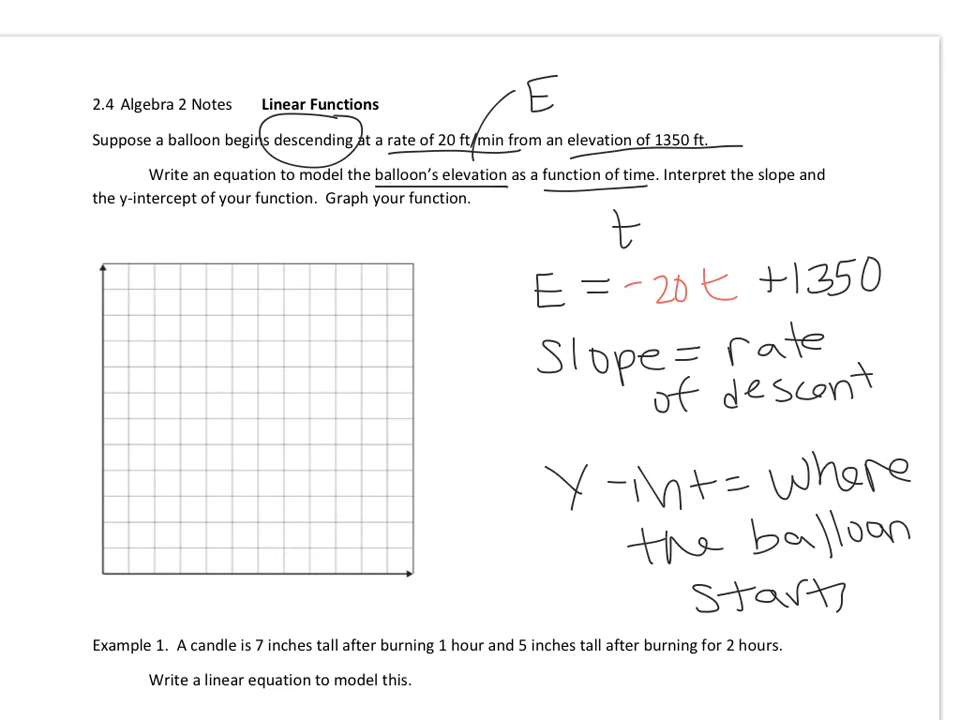 2.4 Algebra 2 Notes Linear Functions
E
Suppose a balloon begins descending at a rate of 20 ft/min from an elevation of 1350 ft.
Write an equation to model the balloon's elevation as a function of time. Interpret the slope and
the y-intercept of your function. Graph your function.
t
E = -20t +1350
Slope = rate
of descent
Y-int = where
the balloon
starts
Example 1. A candle is 7 inches tall after burning 1 hour and 5 inches tall after burning for 2 hours.
Write a linear equation to model this.